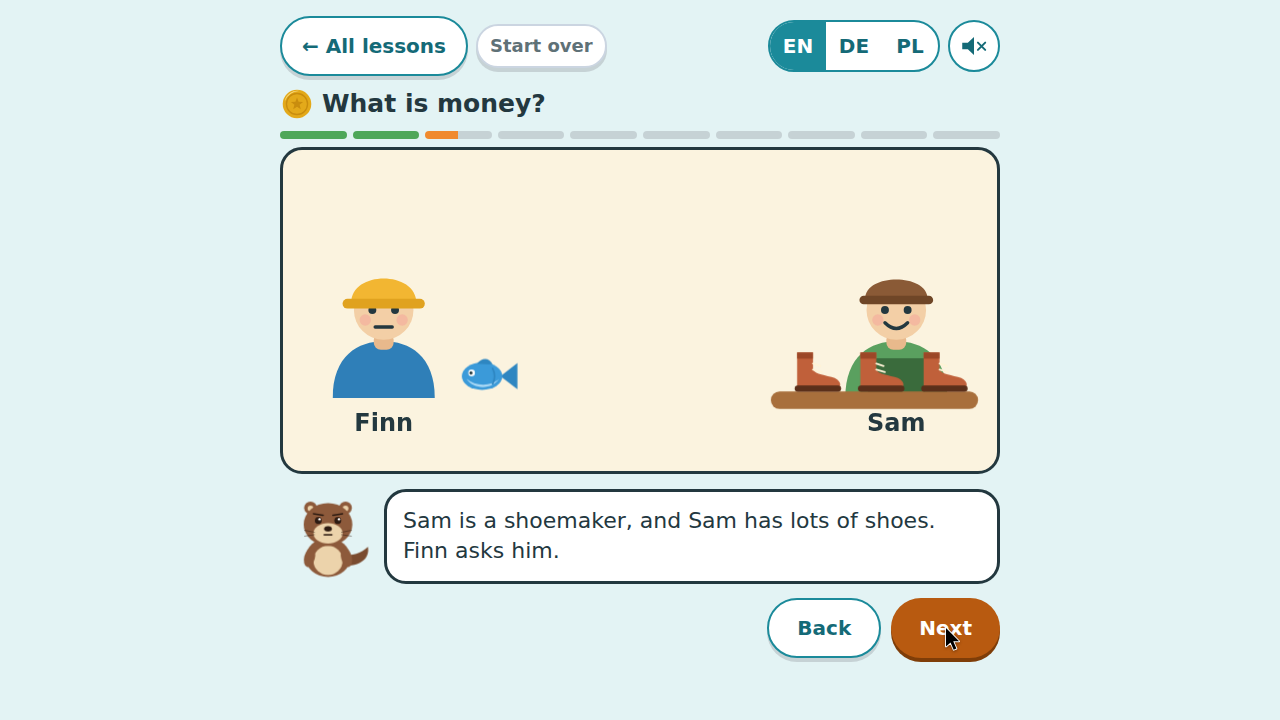 ← All lessons
Start over
EN DE PL
What is money?
Finn
Sam
Sam is a shoemaker, and Sam has lots of shoes.
Finn asks him.
Back
Next